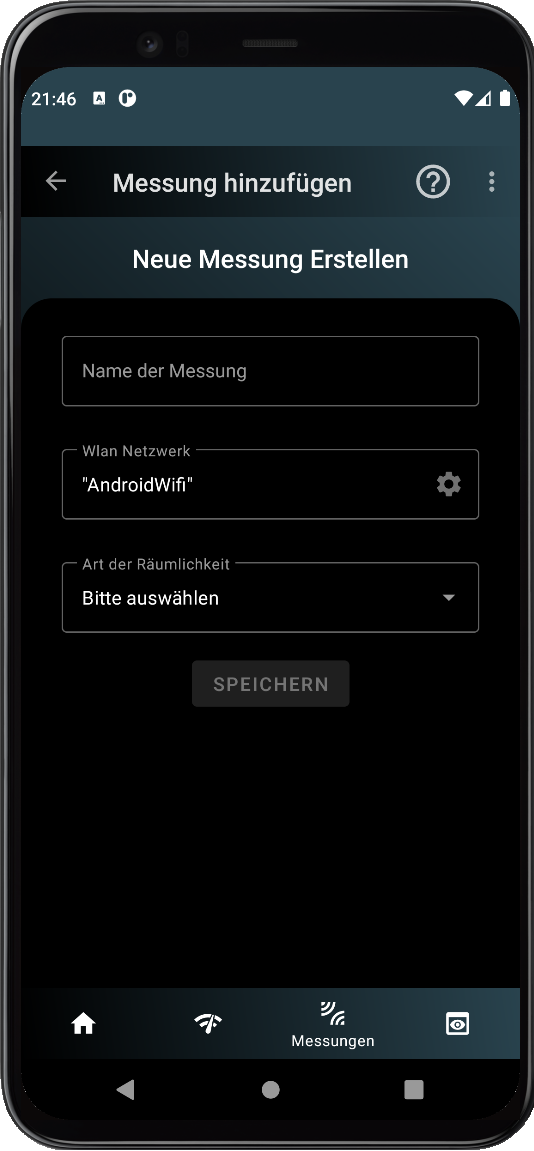 21:46
Messung hinzufügen
Neue Messung Erstellen
Name der Messung
Wlan Netzwerk
"AndroidWifi"
Art der Räumlichkeit
Bitte auswählen
SPEICHERN
Messungen